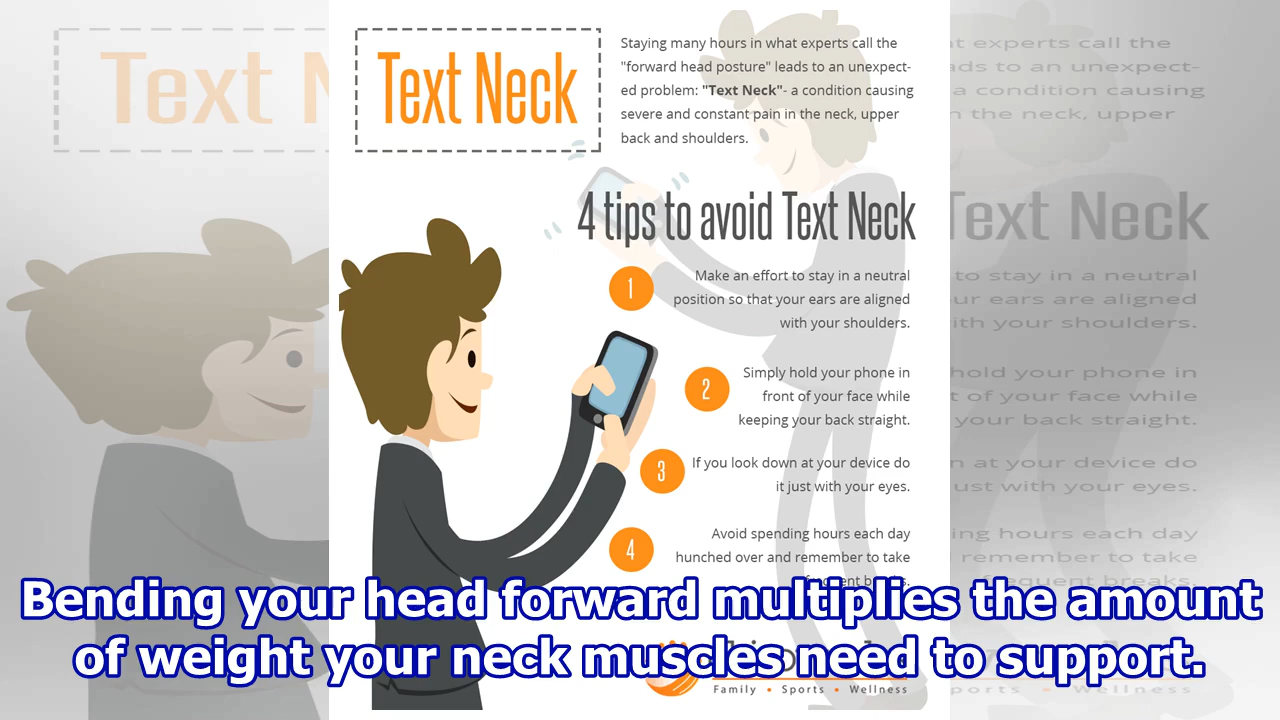 Text Neck
Staying many hours in what experts call the
"forward head posture" leads to an unexpect-
ed problem: "Text Neck"- a condition causing
severe and constant pain in the neck, upper
back and shoulders.
4 tips to avoid Text Neck
1
Make an effort to stay in a neutral
position so that your ears are aligned
with your shoulders.
2
Simply hold your phone in
front of your face while
keeping your back straight.
3
If you look down at your device do
it just with your eyes.
4
Avoid spending hours each day
hunched over and remember to take
frequent breaks.
Bending your head forward multiplies the amount
of weight your neck muscles need to support.
Family • Sports • Wellness